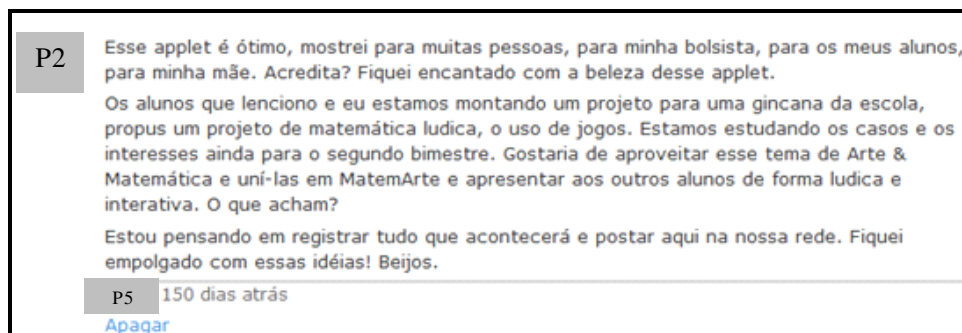 P2
Esse applet é ótimo, mostrei para muitas pessoas, para minha bolsista, para os meus alunos,
para minha mãe. Acredita? Fiquei encantado com a beleza desse applet.
Os alunos que lenciono e eu estamos montando um projeto para uma gincana da escola,
propus um projeto de matemática ludica, o uso de jogos. Estamos estudando os casos e os
interesses ainda para o segundo bimestre. Gostaria de aproveitar esse tema de Arte &
Matemática e uní-las em MatemArte e apresentar aos outros alunos de forma ludica e
interativa. O que acham?
Estou pensando em registrar tudo que acontecerá e postar aqui na nossa rede. Fiquei
empolgado com essas idéias! Beijos.
P5 150 dias atrás
Apagar